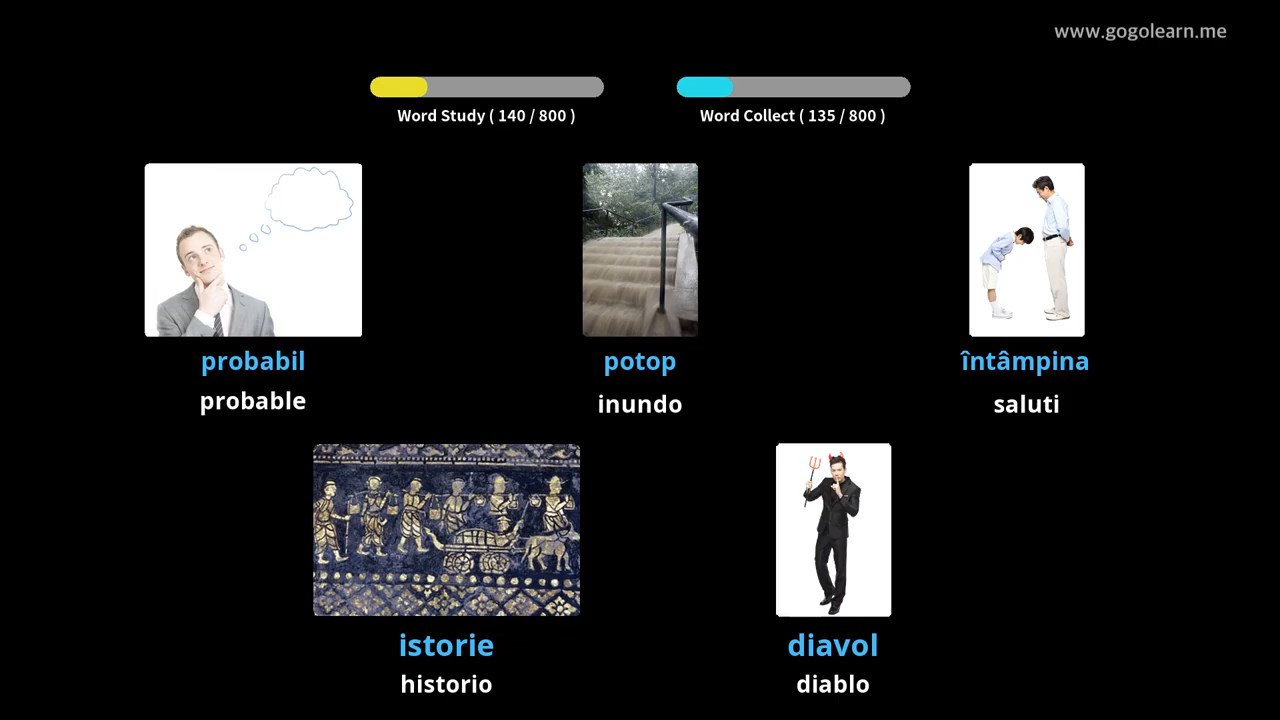 www.gogolearn.me
Word Study ( 140 / 800 )
Word Collect ( 135 / 800 )
probabil
probable
potop
inundo
întâmpina
saluti
istorie
historio
diavol
diablo